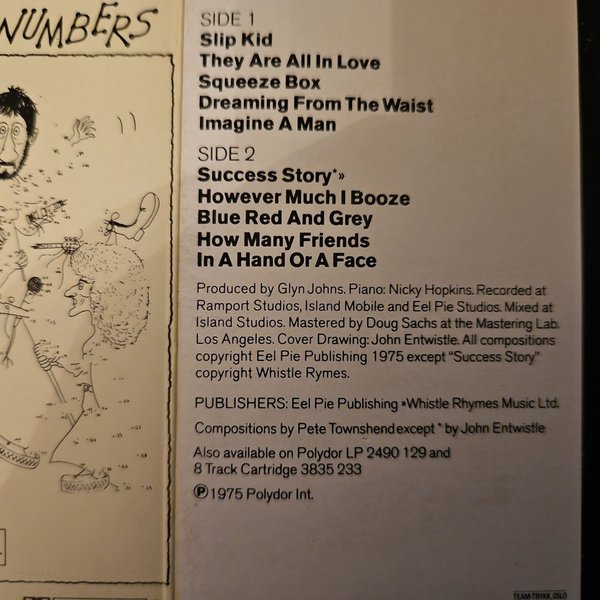 NUMBERS
SIDE 1
Slip Kid
They Are All In Love
Squeeze Box
Dreaming From The Waist
Imagine A Man
SIDE 2
Success Story*»
However Much I Booze
Blue Red And Grey
How Many Friends
In A Hand Or A Face
Produced by Glyn Johns. Piano: Nicky Hopkins. Recorded at
Ramport Studios, Island Mobile and Eel Pie Studios. Mixed at
Island Studios. Mastered by Doug Sachs at the Mastering Lab.
Los Angeles. Cover Drawing: John Entwistle. All compositions
copyright Eel Pie Publishing 1975 except "Success Story"
copyright Whistle Rymes.
PUBLISHERS: Eel Pie Publishing »Whistle Rhymes Music Ltd.
Compositions by Pete Townshend except * by John Entwistle
Also available on Polydor LP 2490 129 and
8 Track Cartridge 3835 233
℗ 1975 Polydor Int.
TEAM-TRYKK, OSLO